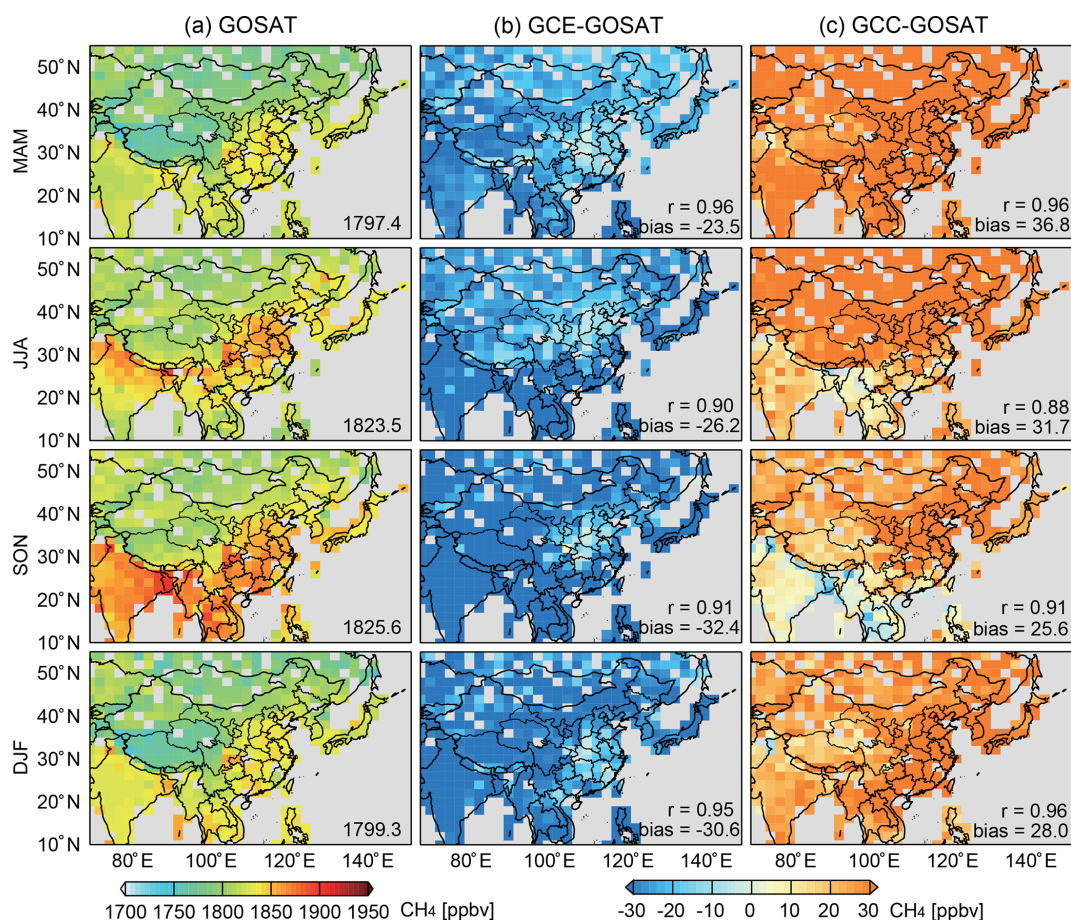 (a) GOSAT (b) GCE-GOSAT (c) GCC-GOSAT
MAM
50°N
40°N
30°N
20°N
10°N
1797.4
r = 0.96
bias = -23.5
r = 0.96
bias = 36.8
JJA
50°N
40°N
30°N
20°N
10°N
1823.5
r = 0.90
bias = -26.2
r = 0.88
bias = 31.7
SON
50°N
40°N
30°N
20°N
10°N
1825.6
r = 0.91
bias = -32.4
r = 0.91
bias = 25.6
DJF
50°N
40°N
30°N
20°N
10°N
1799.3
r = 0.95
bias = -30.6
r = 0.96
bias = 28.0
80°E 100°E 120°E 140°E 80°E 100°E 120°E 140°E 80°E 100°E 120°E 140°E
1700 1750 1800 1850 1900 1950 CH₄ [ppbv]
-30 -20 -10 0 10 20 30 CH₄ [ppbv]